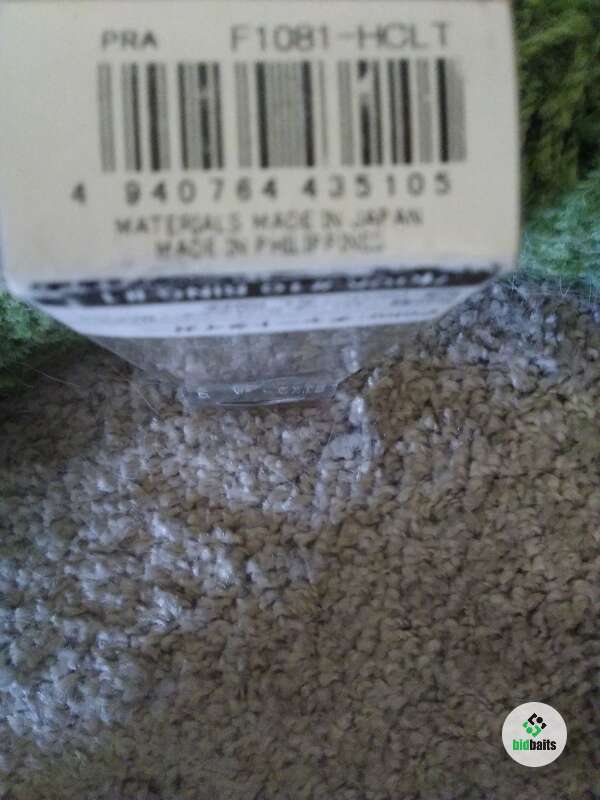 PRA F1081-HCLT
4 940764 435105
MATERIALS MADE IN JAPAN
MADE IN PHILIPPINES
bidbaits